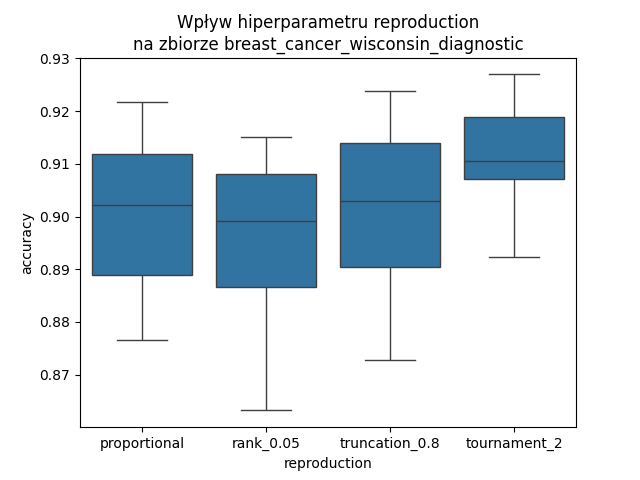 Wpływ hiperparametru reproduction
na zbiorze breast_cancer_wisconsin_diagnostic
0.93
0.92
0.91
0.90
0.89
0.88
0.87
accuracy
proportional rank_0.05 truncation_0.8 tournament_2
reproduction